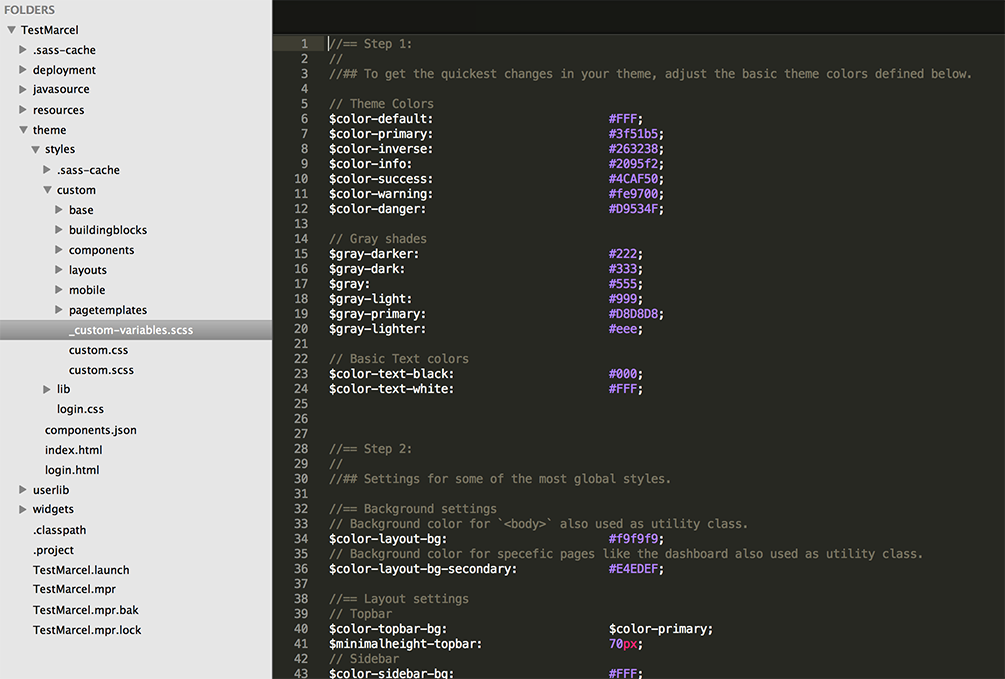 FOLDERS
TestMarcel
.sass-cache
deployment
javasource
resources
theme
styles
.sass-cache
custom
base
buildingblocks
components
layouts
mobile
pagetemplates
_custom-variables.scss
custom.css
custom.scss
lib
login.css
components.json
index.html
login.html
userlib
widgets
.classpath
.project
TestMarcel.launch
TestMarcel.mpr
TestMarcel.mpr.bak
TestMarcel.mpr.lock
1 //== Step 1:
2 //
3 //## To get the quickest changes in your theme, adjust the basic theme colors defined below.
4
5 // Theme Colors
6 $color-default: #FFF;
7 $color-primary: #3f51b5;
8 $color-inverse: #263238;
9 $color-info: #2095f2;
10 $color-success: #4CAF50;
11 $color-warning: #fe9700;
12 $color-danger: #D9534F;
13
14 // Gray shades
15 $gray-darker: #222;
16 $gray-dark: #333;
17 $gray: #555;
18 $gray-light: #999;
19 $gray-primary: #D8D8D8;
20 $gray-lighter: #eee;
21
22 // Basic Text colors
23 $color-text-black: #000;
24 $color-text-white: #FFF;
25
26
27
28 //== Step 2:
29 //
30 //## Settings for some of the most global styles.
31
32 //== Background settings
33 // Background color for `<body>` also used as utility class.
34 $color-layout-bg: #f9f9f9;
35 // Background color for specefic pages like the dashboard also used as utility class.
36 $color-layout-bg-secondary: #E4EDEF;
37
38 //== Layout settings
39 // Topbar
40 $color-topbar-bg: $color-primary;
41 $minimalheight-topbar: 70px;
42 // Sidebar
43 $color-sidebar-bg: #FFF;